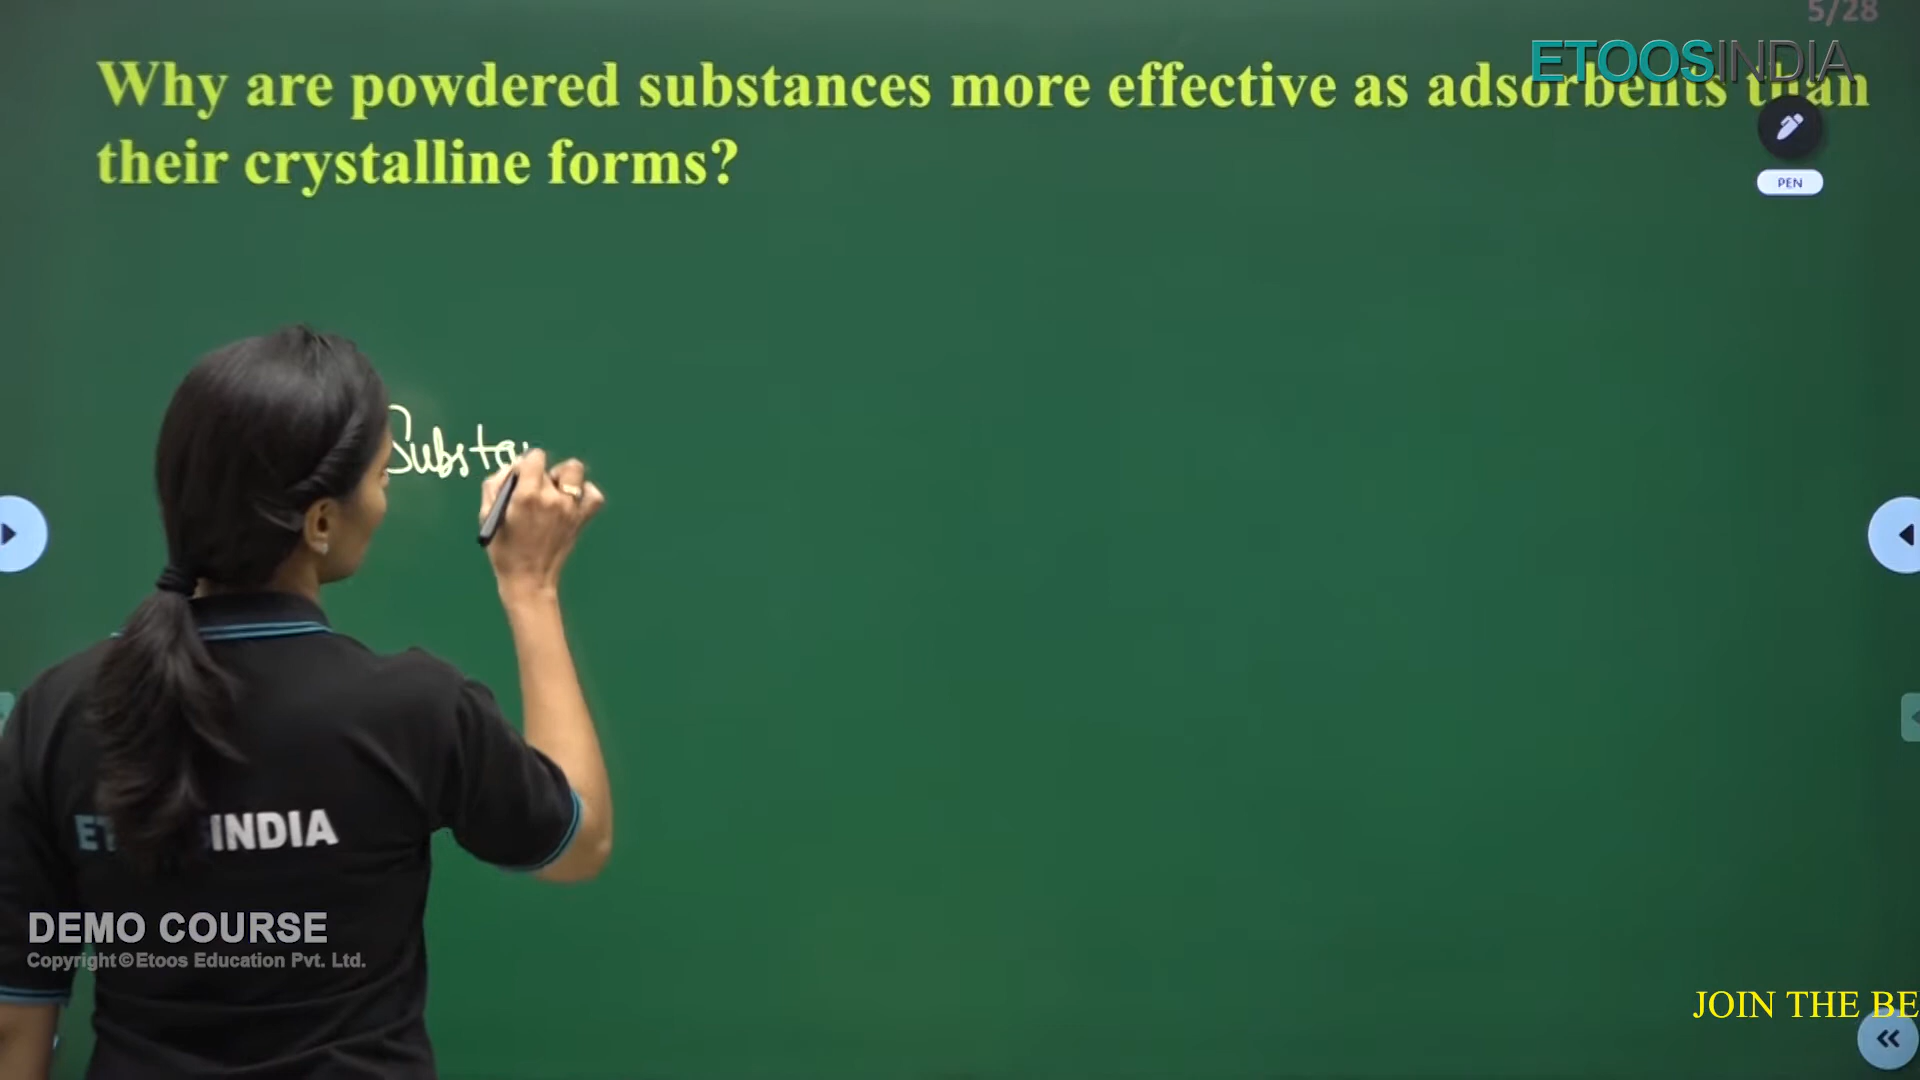 5/28
ETOOSINDIA
Why are powdered substances more effective as adsorbents than
their crystalline forms?
PEN
Substa
INDIA
DEMO COURSE
Copyright © Etoos Education Pvt. Ltd.
JOIN THE BE